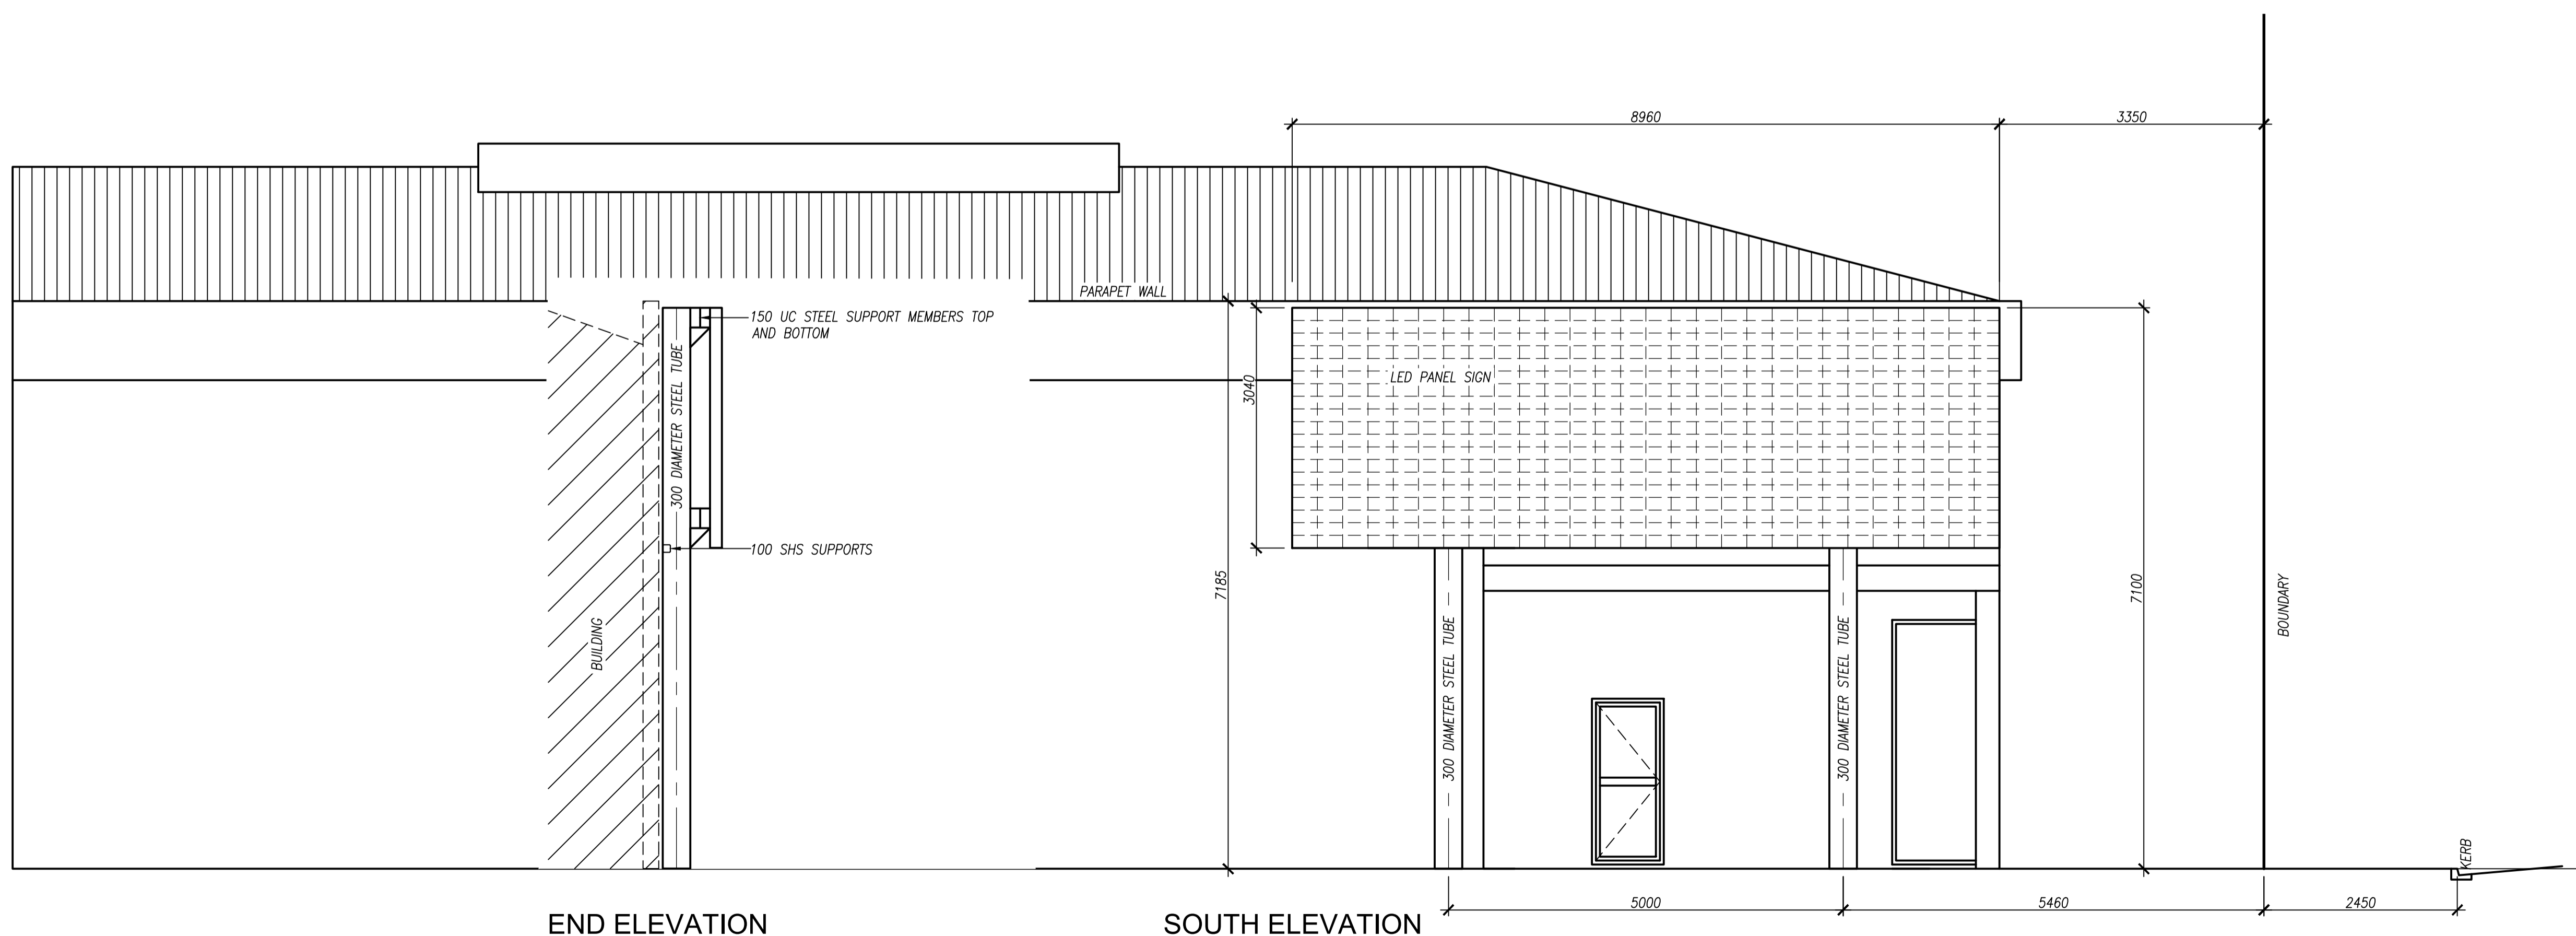 8960
3350
PARAPET WALL
150 UC STEEL SUPPORT MEMBERS TOP
AND BOTTOM
300 DIAMETER STEEL TUBE
LED PANEL SIGN
3040
100 SHS SUPPORTS
7185
7100
BOUNDARY
BUILDING
300 DIAMETER STEEL TUBE
300 DIAMETER STEEL TUBE
KERB
5000
5460
2450
END ELEVATION
SOUTH ELEVATION